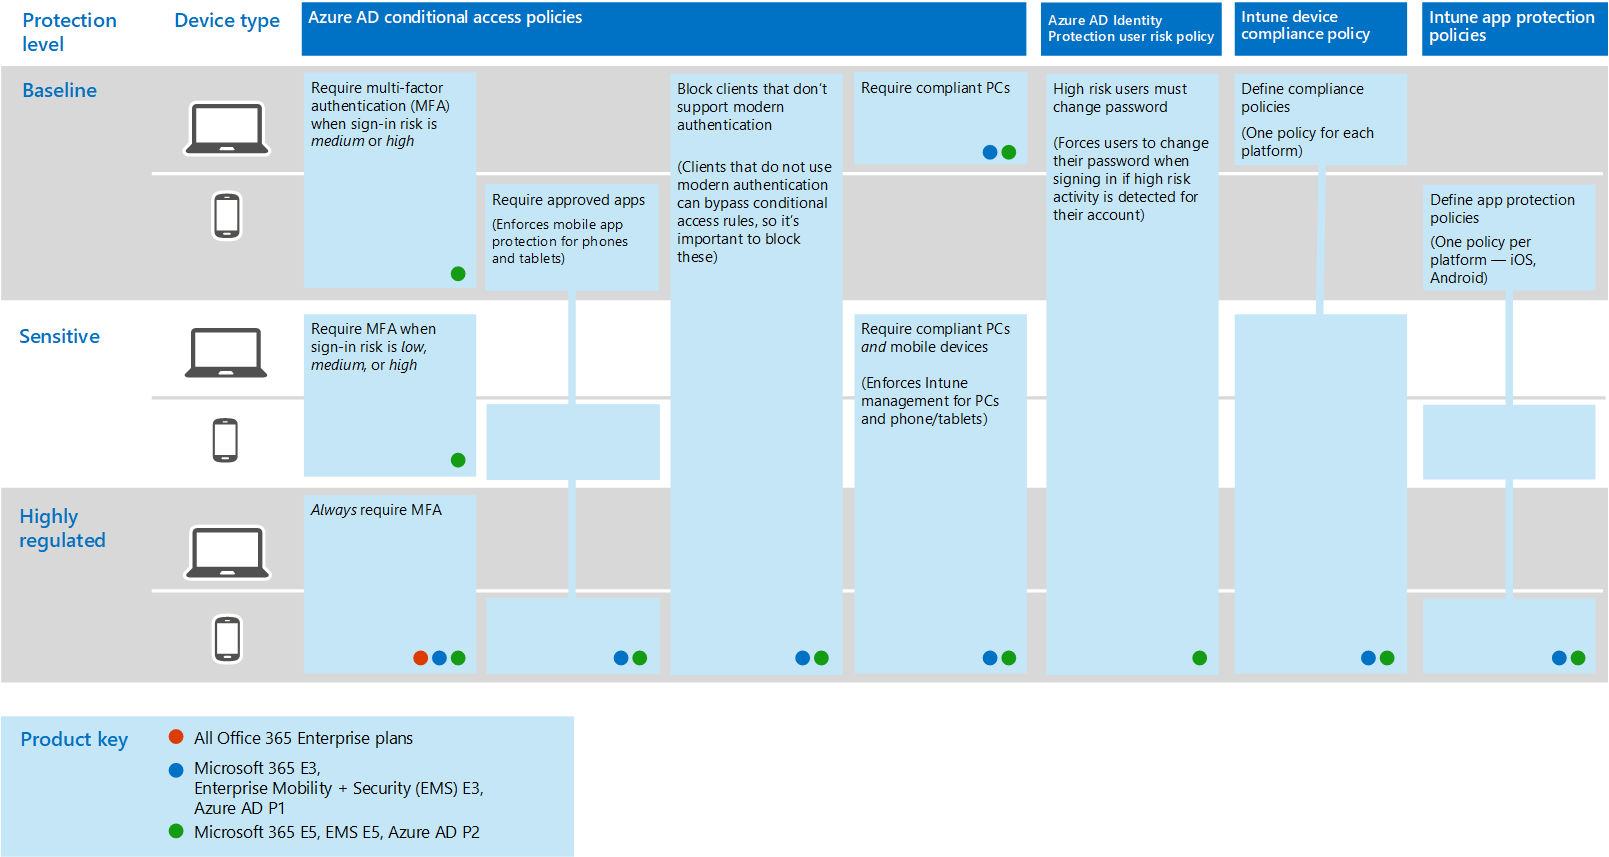 Protection
level
Device type
Azure AD conditional access policies
Azure AD Identity
Protection user risk policy
Intune device
compliance policy
Intune app protection
policies
Baseline
Require multi-factor
authentication (MFA)
when sign-in risk is
medium or high
Require approved apps
(Enforces mobile app
protection for phones
and tablets)
Block clients that don’t
support modern
authentication
(Clients that do not use
modern authentication
can bypass conditional
access rules, so it’s
important to block
these)
Require compliant PCs
High risk users must
change password
(Forces users to change
their password when
signing in if high risk
activity is detected for
their account)
Define compliance
policies
(One policy for each
platform)
Define app protection
policies
(One policy per
platform — iOS,
Android)
Sensitive
Require MFA when
sign-in risk is low,
medium, or high
Require compliant PCs
and mobile devices
(Enforces Intune
management for PCs
and phone/tablets)
Highly
regulated
Always require MFA
Product key
All Office 365 Enterprise plans
Microsoft 365 E3,
Enterprise Mobility + Security (EMS) E3,
Azure AD P1
Microsoft 365 E5, EMS E5, Azure AD P2